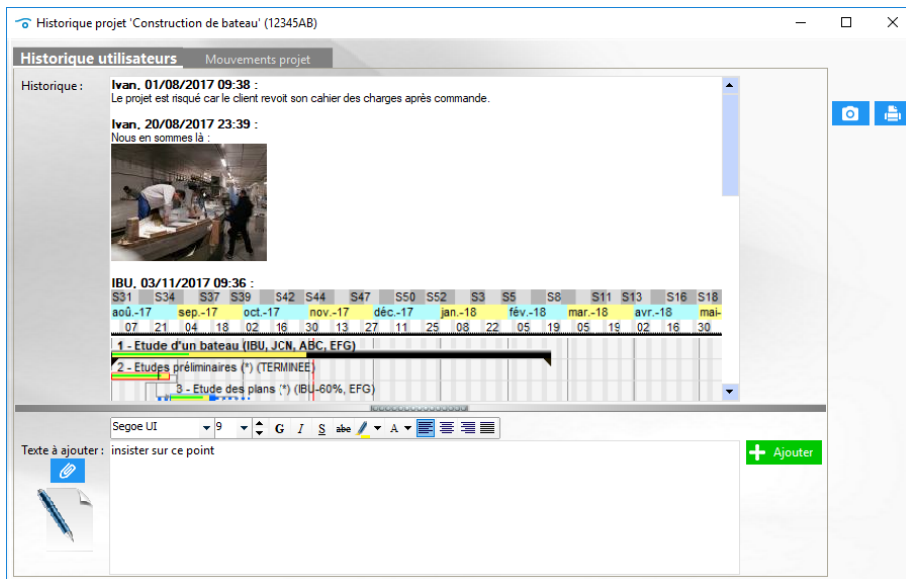 Historique projet 'Construction de bateau' (12345AB)
Historique utilisateurs Mouvements projet
Historique :
Ivan, 01/08/2017 09:38 :
Le projet est risqué car le client revoit son cahier des charges après commande.
Ivan, 20/08/2017 23:39 :
Nous en sommes là :
IBU, 03/11/2017 09:36 :
S31 S34 S37 S39 S42 S44 S47 S50 S52 S3 S5 S8 S11 S13 S16 S18
aoû.-17 sep.-17 oct.-17 nov.-17 déc.-17 jan.-18 fév.-18 mar.-18 avr.-18 mai-
07 21 04 18 02 16 30 13 27 11 25 08 22 05 19 05 19 02 16 30
1 - Etude d'un bateau (IBU, JCN, ABC, EFG)
2 - Etudes préliminaires (*) (TERMINEE)
3 - Etude des plans (*) (IBU-60%, EFG)
Segoe UI 9 G I S abc A
Texte à ajouter : insister sur ce point
Ajouter